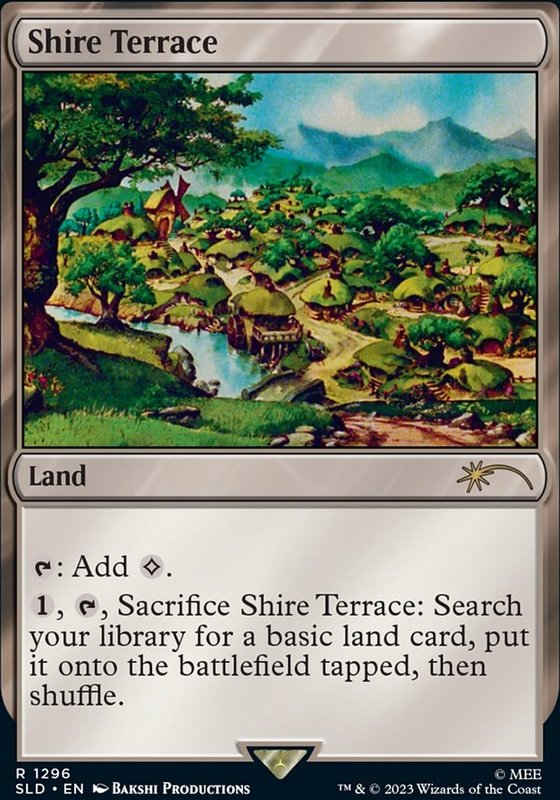 Shire Terrace
Land
: Add .
1, , Sacrifice Shire Terrace: Search
your library for a basic land card, put
it onto the battlefield tapped, then
shuffle.
R 1296
SLD • EN Bakshi Productions
© MEE
™ & © 2023 Wizards of the Coast